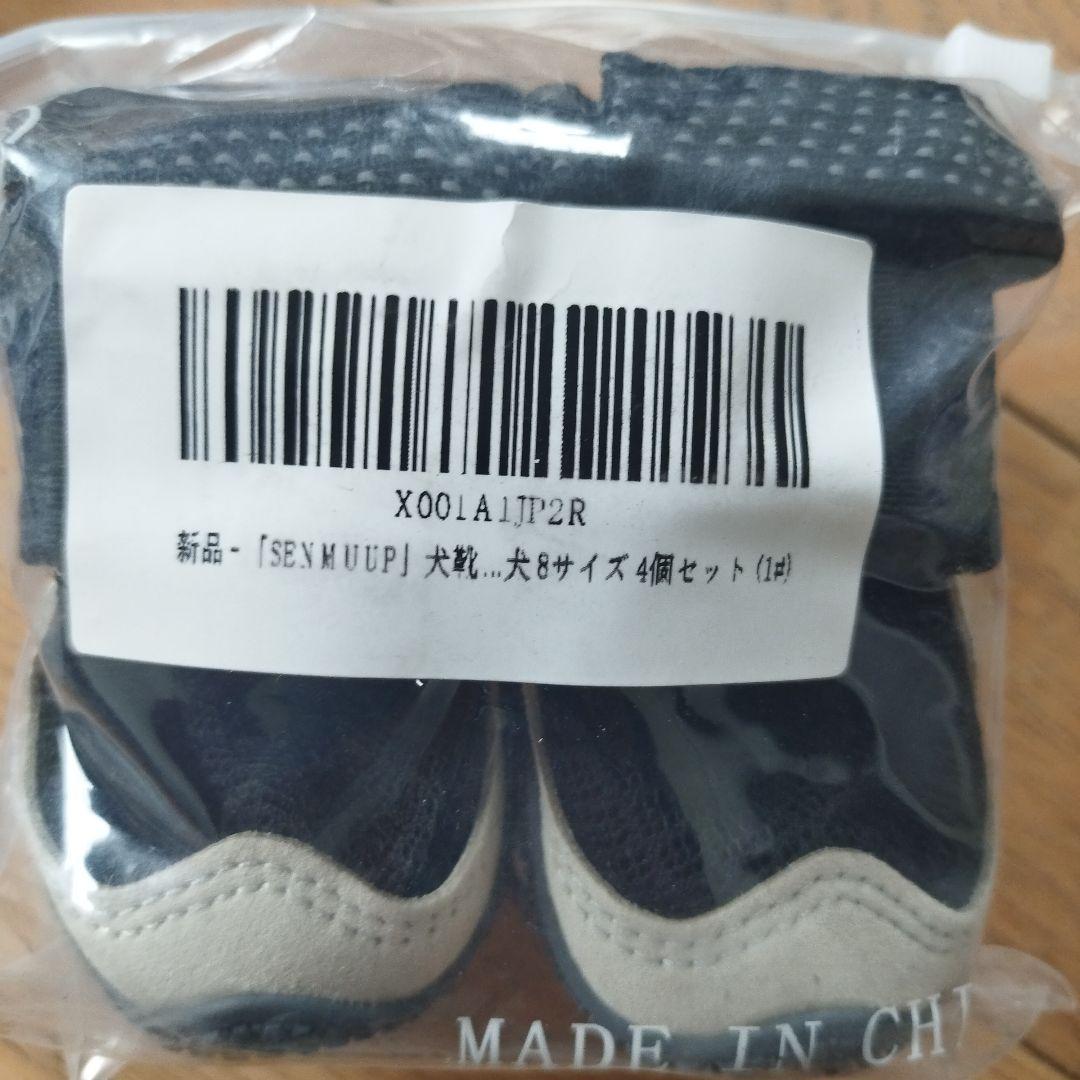 X001A1JP2R
新品 - 「SENMUUP」 犬靴...犬 8サイズ 4個セット (1#)
MADE IN CHI